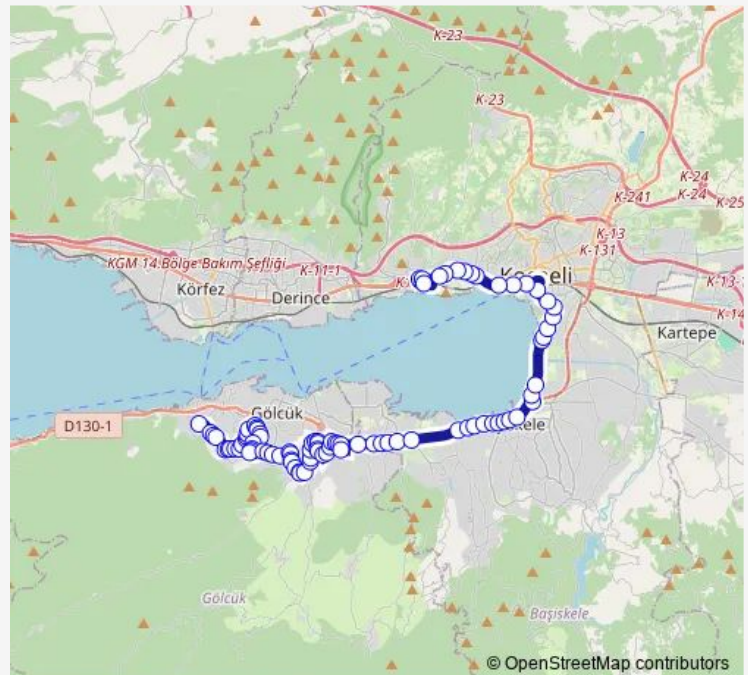 K-23
K-23
K-24
K-241
K-24
K-25
K-13
KGM 14.Bölge Bakım Şefliği
K-11-1
K-131
Körfez
Derince
Kocaeli
K-13-1
K-14
Kartepe
Gölcük
D130-1
Gölcük
Başiskele
© OpenStreetMap contributors